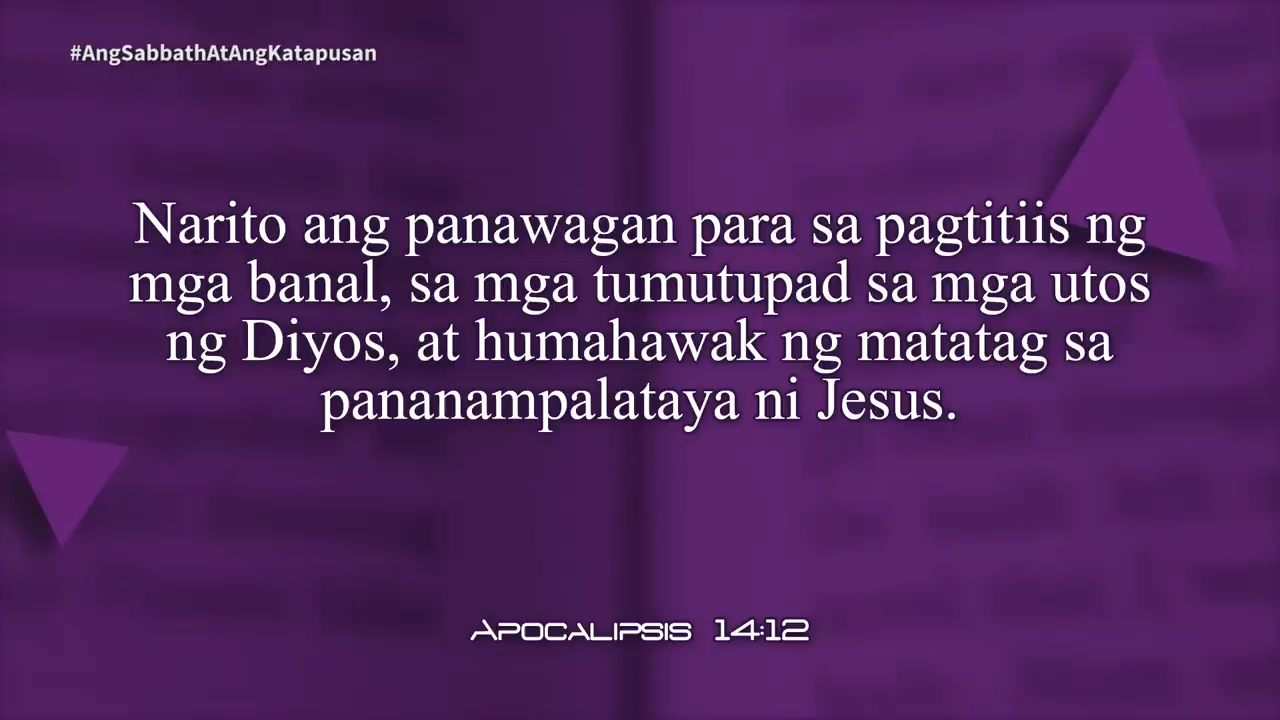 #AngSabbathAtAngKatapusan
Narito ang panawagan para sa pagtitiis ng
mga banal, sa mga tumutupad sa mga utos
ng Diyos, at humahawak ng matatag sa
pananampalataya ni Jesus.
Apocalipsis 14:12